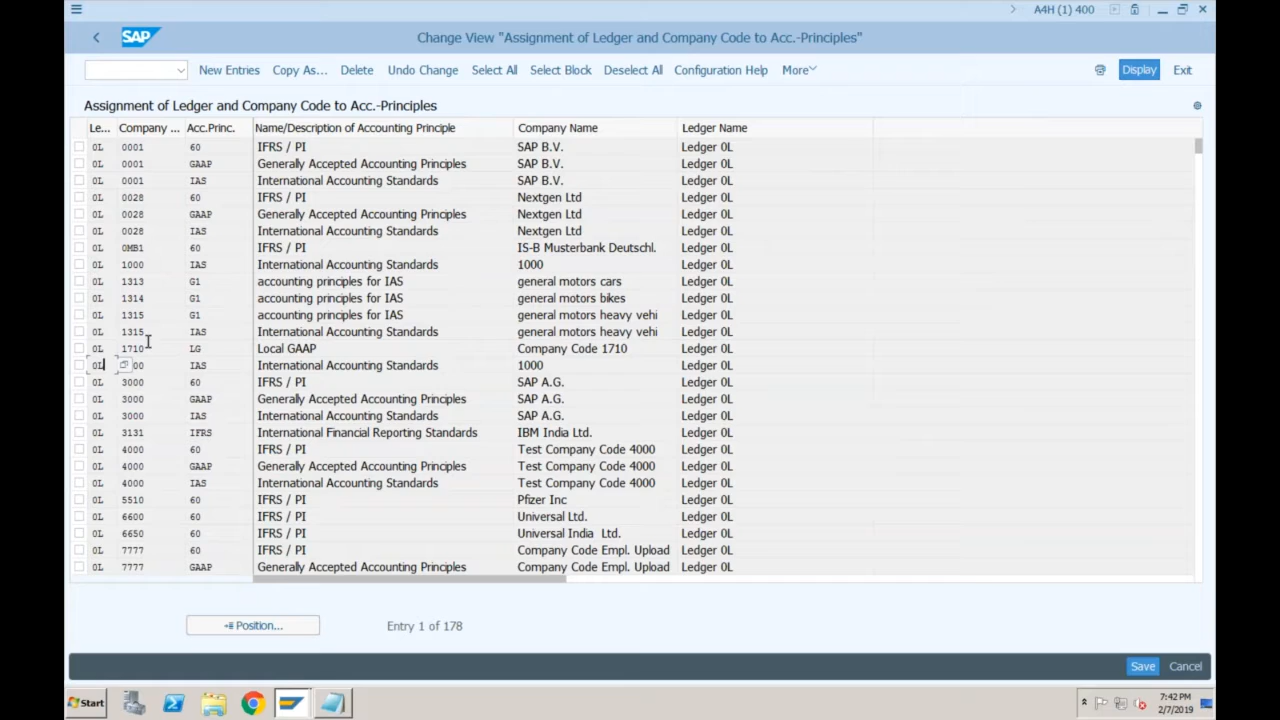 A4H (1) 400
SAP
Change View "Assignment of Ledger and Company Code to Acc.-Principles"
New Entries Copy As... Delete Undo Change Select All Select Block Deselect All Configuration Help More Display Exit
Assignment of Ledger and Company Code to Acc.-Principles
Le... Company ... Acc.Princ. Name/Description of Accounting Principle Company Name Ledger Name
0L 0001 60 IFRS / PI SAP B.V. Ledger 0L
0L 0001 GAAP Generally Accepted Accounting Principles SAP B.V. Ledger 0L
0L 0001 IAS International Accounting Standards SAP B.V. Ledger 0L
0L 0028 60 IFRS / PI Nextgen Ltd Ledger 0L
0L 0028 GAAP Generally Accepted Accounting Principles Nextgen Ltd Ledger 0L
0L 0028 IAS International Accounting Standards Nextgen Ltd Ledger 0L
0L 0MB1 60 IFRS / PI IS-B Musterbank Deutschl. Ledger 0L
0L 1000 IAS International Accounting Standards 1000 Ledger 0L
0L 1313 G1 accounting principles for IAS general motors cars Ledger 0L
0L 1314 G1 accounting principles for IAS general motors bikes Ledger 0L
0L 1315 G1 accounting principles for IAS general motors heavy vehi Ledger 0L
0L 1315 IAS International Accounting Standards general motors heavy vehi Ledger 0L
0L 1710 LG Local GAAP Company Code 1710 Ledger 0L
0L 00 IAS International Accounting Standards 1000 Ledger 0L
0L 3000 60 IFRS / PI SAP A.G. Ledger 0L
0L 3000 GAAP Generally Accepted Accounting Principles SAP A.G. Ledger 0L
0L 3000 IAS International Accounting Standards SAP A.G. Ledger 0L
0L 3131 IFRS International Financial Reporting Standards IBM India Ltd. Ledger 0L
0L 4000 60 IFRS / PI Test Company Code 4000 Ledger 0L
0L 4000 GAAP Generally Accepted Accounting Principles Test Company Code 4000 Ledger 0L
0L 4000 IAS International Accounting Standards Test Company Code 4000 Ledger 0L
0L 5510 60 IFRS / PI Pfizer Inc Ledger 0L
0L 6600 60 IFRS / PI Universal Ltd. Ledger 0L
0L 6650 60 IFRS / PI Universal India Ltd. Ledger 0L
0L 7777 60 IFRS / PI Company Code Empl. Upload Ledger 0L
0L 7777 GAAP Generally Accepted Accounting Principles Company Code Empl. Upload Ledger 0L
Position... Entry 1 of 178
Save Cancel
Start 7:42 PM
2/7/2019